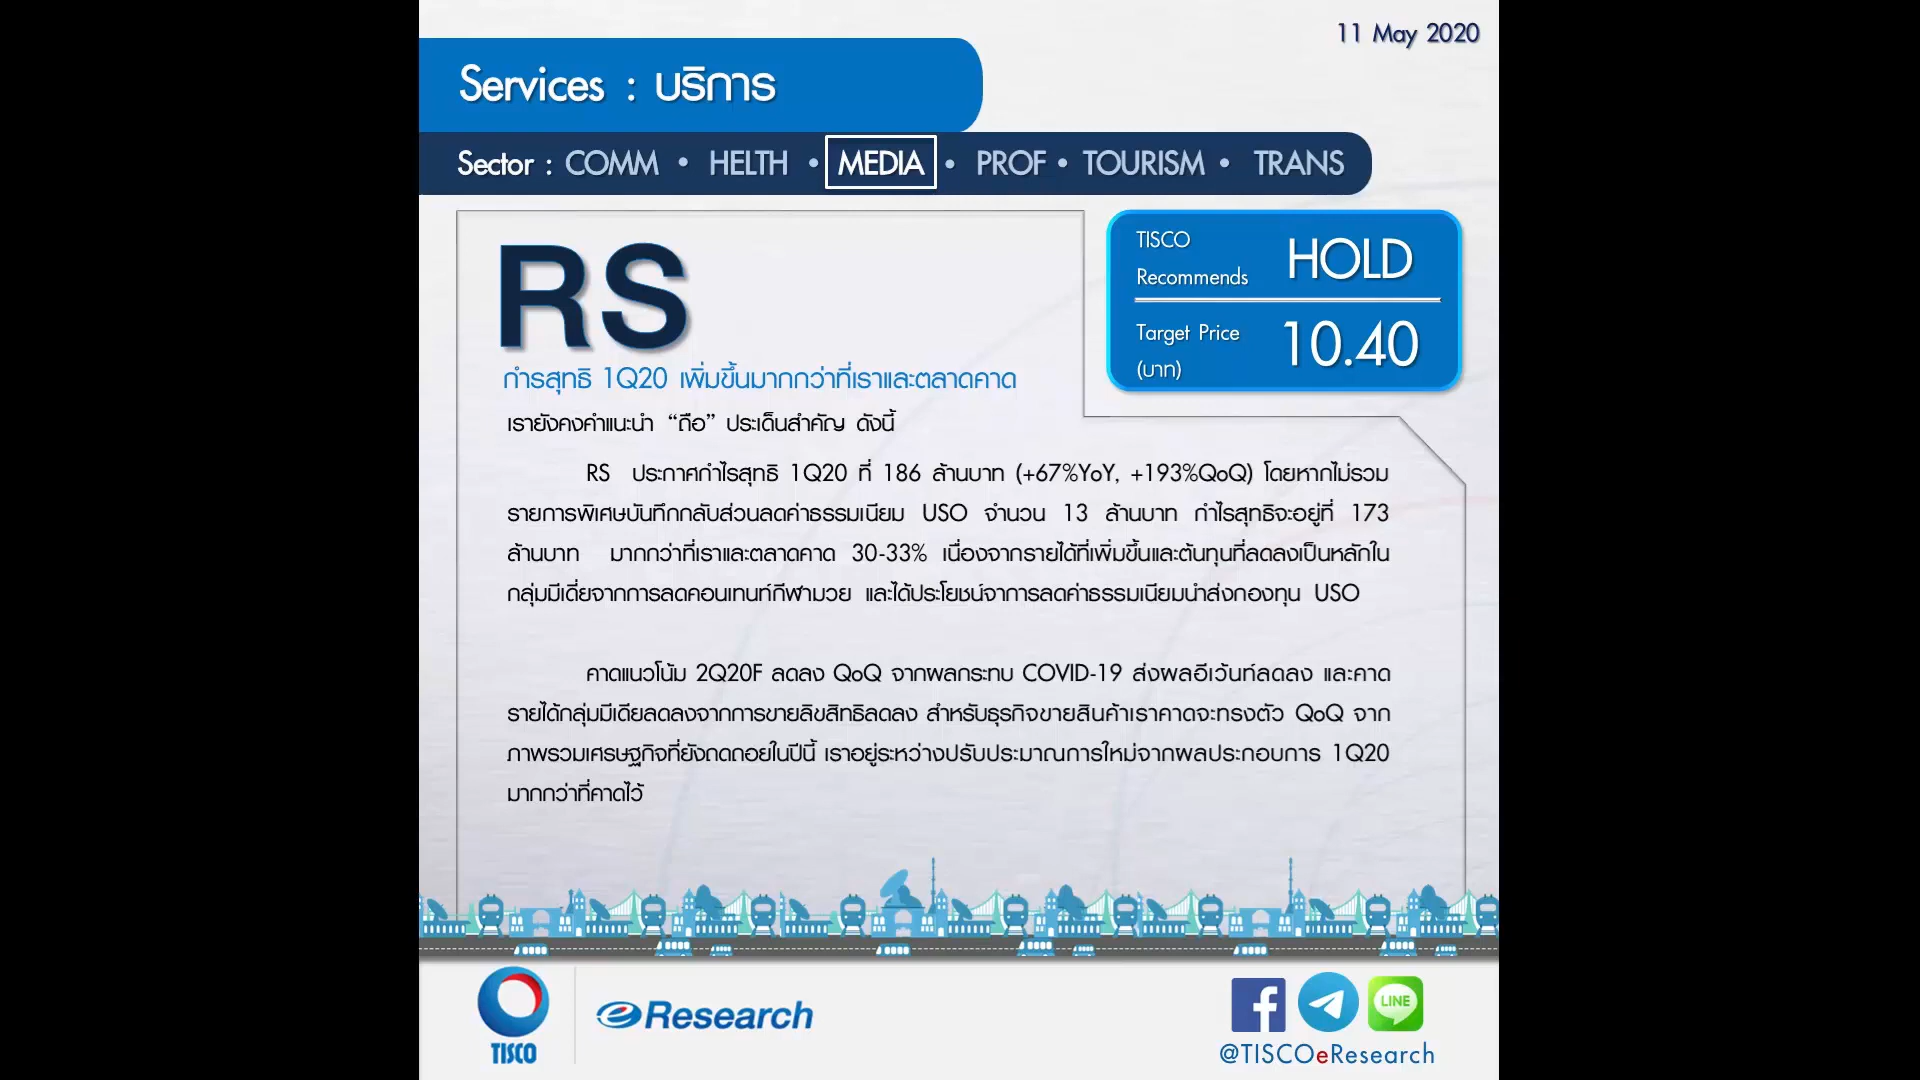 11 May 2020
Services : บริการ
Sector : COMM • HELTH • MEDIA • PROF • TOURISM • TRANS
RS
TISCO
Recommends
HOLD
Target Price
(บาท)
10.40
กำรสุทธิ 1Q20 เพิ่มขึ้นมากกว่าที่เราและตลาดคาด
เรายังคงคำแนะนำ “ถือ” ประเด็นสำคัญ ดังนี้
RS ประกาศกำไรสุทธิ 1Q20 ที่ 186 ล้านบาท (+67%YoY, +193%QoQ) โดยหากไม่รวม
รายการพิเศษบันทึกกลับส่วนลดค่าธรรมเนียม USO จำนวน 13 ล้านบาท กำไรสุทธิจะอยู่ที่ 173
ล้านบาท มากกว่าที่เราและตลาดคาด 30-33% เนื่องจากรายได้ที่เพิ่มขึ้นและต้นทุนที่ลดลงเป็นหลักใน
กลุ่มมีเดี่ยจากการลดคอนเทนท์กีฬามวย และได้ประโยชน์จาการลดค่าธรรมเนียมนำส่งกองทุน USO
คาดแนวโน้ม 2Q20F ลดลง QoQ จากผลกระทบ COVID-19 ส่งผลอีเว้นท์ลดลง และคาด
รายได้กลุ่มมีเดียลดลงจากการขายลิขสิทธิลดลง สำหรับธุรกิจขายสินค้าเราคาดจะทรงตัว QoQ จาก
ภาพรวมเศรษฐกิจที่ยังถดถอยในปีนี้ เราอยู่ระหว่างปรับประมาณการใหม่จากผลประกอบการ 1Q20
มากกว่าที่คาดไว้
TISCO
eResearch
LINE
@TISCOeResearch